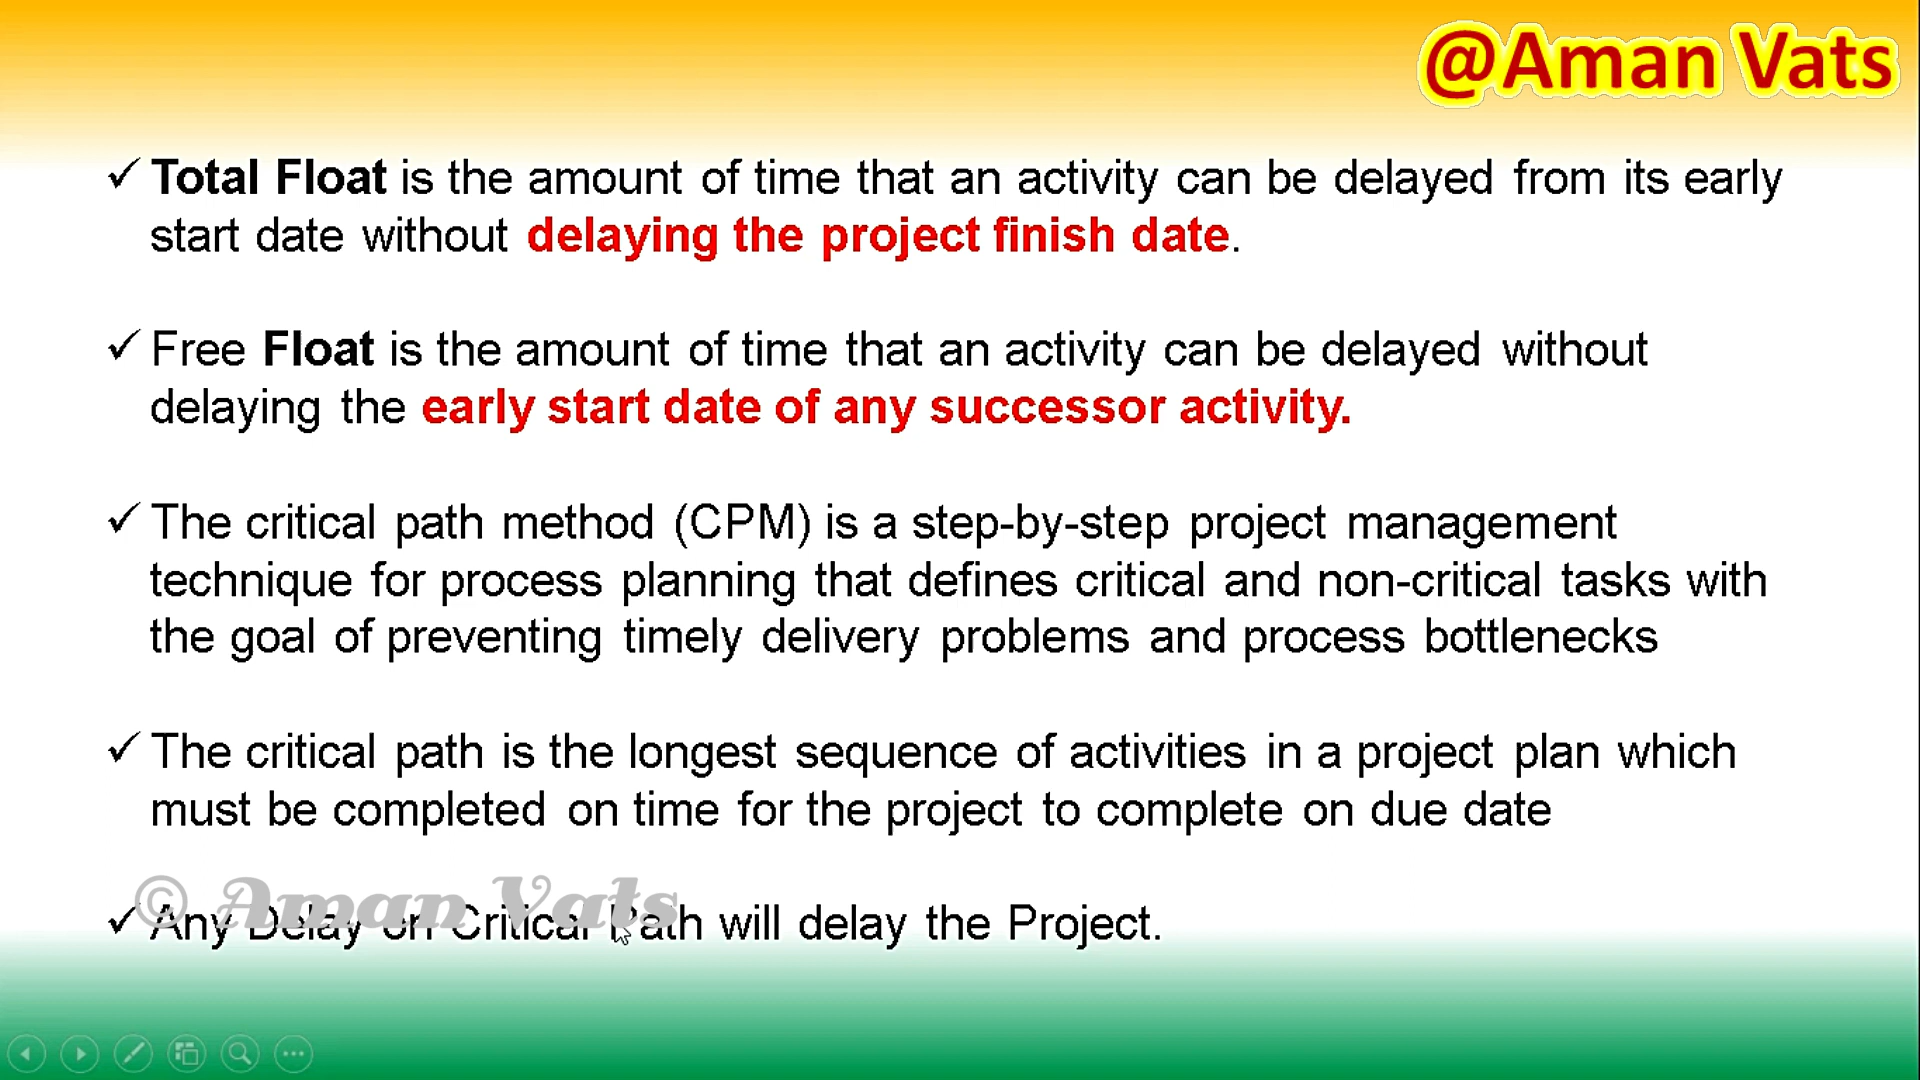 @Aman Vats
✓ Total Float is the amount of time that an activity can be delayed from its early
start date without delaying the project finish date.
✓ Free Float is the amount of time that an activity can be delayed without
delaying the early start date of any successor activity.
✓ The critical path method (CPM) is a step-by-step project management
technique for process planning that defines critical and non-critical tasks with
the goal of preventing timely delivery problems and process bottlenecks
✓ The critical path is the longest sequence of activities in a project plan which
must be completed on time for the project to complete on due date
© Aman Vats
✓ Any Delay on Critical Path will delay the Project.